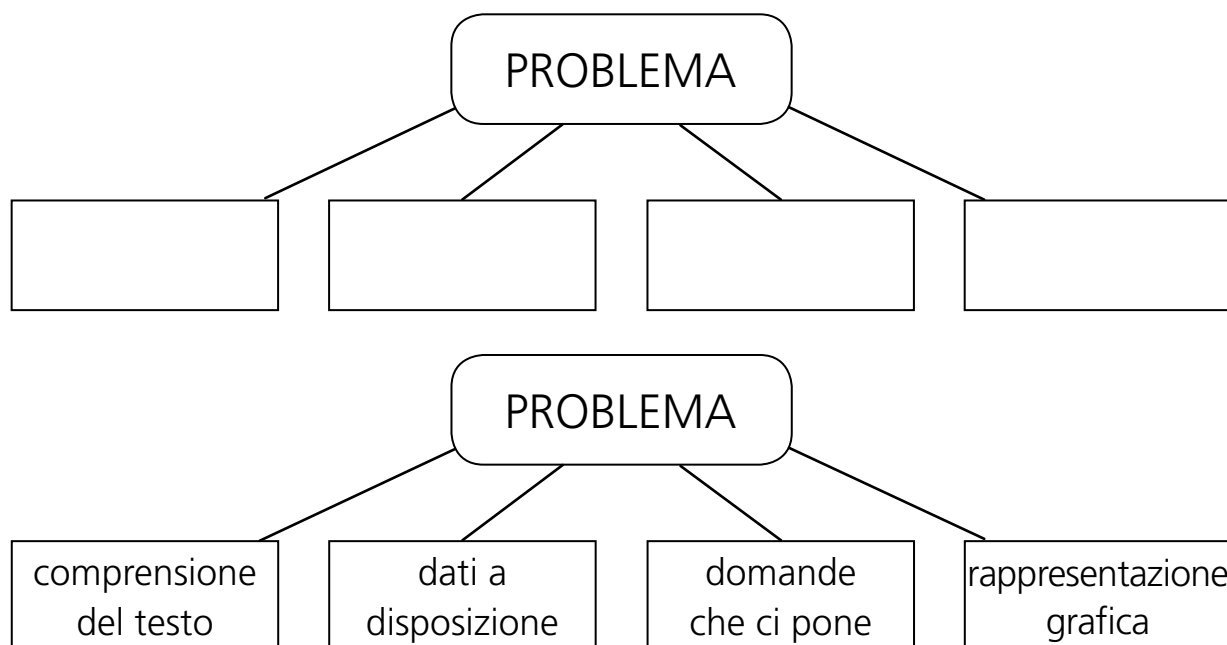 PROBLEMA
PROBLEMA
comprensione
del testo
dati a
disposizione
domande
che ci pone
rappresentazione
grafica